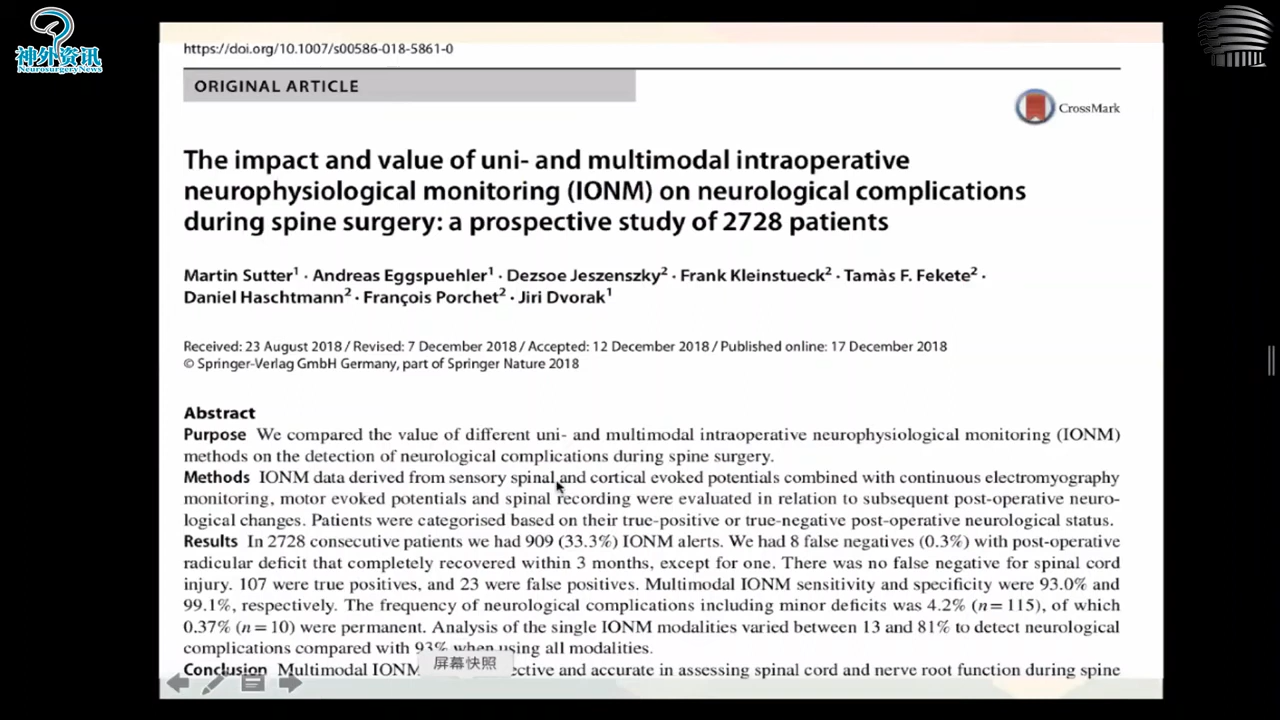 神外资讯
NeurosurgeryNews
https://doi.org/10.1007/s00586-018-5861-0
ORIGINAL ARTICLE
CrossMark
The impact and value of uni- and multimodal intraoperative
neurophysiological monitoring (IONM) on neurological complications
during spine surgery: a prospective study of 2728 patients
Martin Sutter¹ · Andreas Eggspuehler¹ · Dezsoe Jeszenszky² · Frank Kleinstueck² · Tamàs F. Fekete² ·
Daniel Haschtmann² · François Porchet² · Jiri Dvorak¹
Received: 23 August 2018 / Revised: 7 December 2018 / Accepted: 12 December 2018 / Published online: 17 December 2018
© Springer-Verlag GmbH Germany, part of Springer Nature 2018
Abstract
Purpose We compared the value of different uni- and multimodal intraoperative neurophysiological monitoring (IONM)
methods on the detection of neurological complications during spine surgery.
Methods IONM data derived from sensory spinal and cortical evoked potentials combined with continuous electromyography
monitoring, motor evoked potentials and spinal recording were evaluated in relation to subsequent post-operative neuro-
logical changes. Patients were categorised based on their true-positive or true-negative post-operative neurological status.
Results In 2728 consecutive patients we had 909 (33.3%) IONM alerts. We had 8 false negatives (0.3%) with post-operative
radicular deficit that completely recovered within 3 months, except for one. There was no false negative for spinal cord
injury. 107 were true positives, and 23 were false positives. Multimodal IONM sensitivity and specificity were 93.0% and
99.1%, respectively. The frequency of neurological complications including minor deficits was 4.2% (n=115), of which
0.37% (n=10) were permanent. Analysis of the single IONM modalities varied between 13 and 81% to detect neurological
complications compared with 93% when using all modalities.
屏幕快照
Conclusion Multimodal IONM ective and accurate in assessing spinal cord and nerve root function during spine